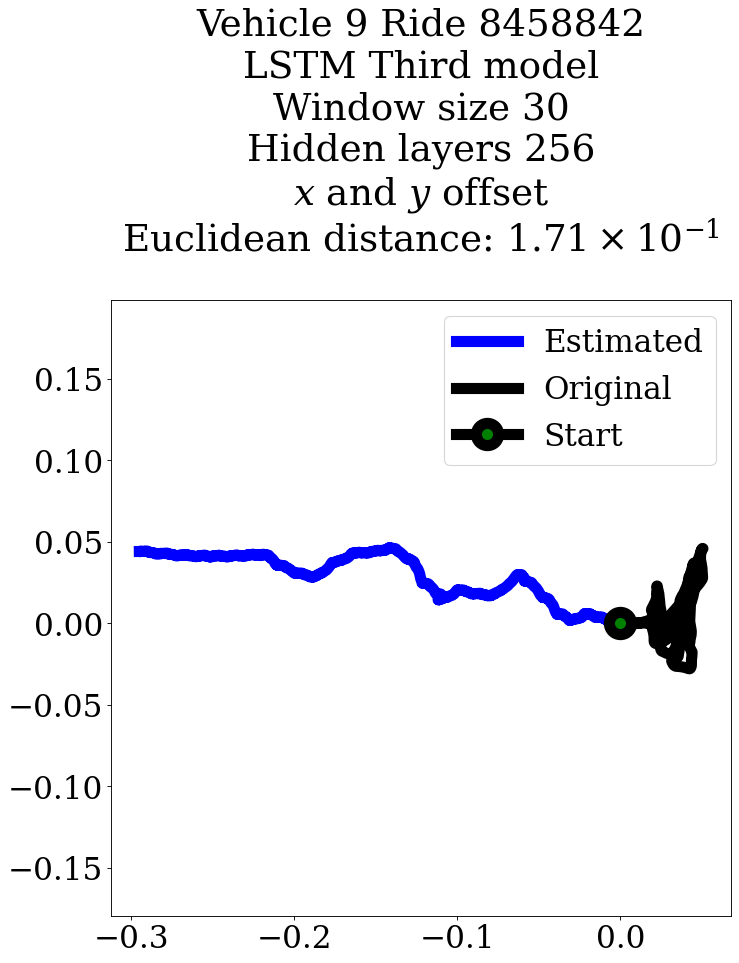 Vehicle 9 Ride 8458842
LSTM Third model
Window size 30
Hidden layers 256
x and y offset
Euclidean distance: 1.71 × 10⁻¹
Estimated
Original
Start
0.15
0.10
0.05
0.00
−0.05
−0.10
−0.15
−0.3 −0.2 −0.1 0.0